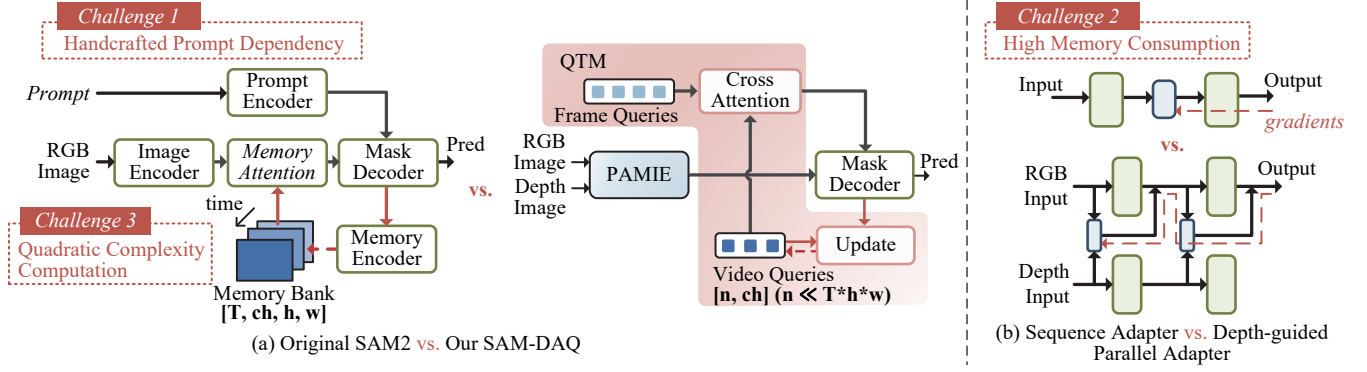 Challenge 1
Handcrafted Prompt Dependency
Prompt
Prompt
Encoder
RGB
Image
Image
Encoder
Memory
Attention
Mask
Decoder
Pred
Challenge 3
Quadratic Complexity
Computation
time
Memory
Encoder
Memory Bank
[T, ch, h, w]
vs.
QTM
Frame Queries
Cross
Attention
RGB
Image
Depth
Image
PAMIE
Mask
Decoder
Pred
Update
Video Queries
[n, ch] (n ≪ T*h*w)
(a) Original SAM2 vs. Our SAM-DAQ
Challenge 2
High Memory Consumption
Input
Output
gradients
vs.
RGB
Input
Output
Depth
Input
(b) Sequence Adapter vs. Depth-guided
Parallel Adapter